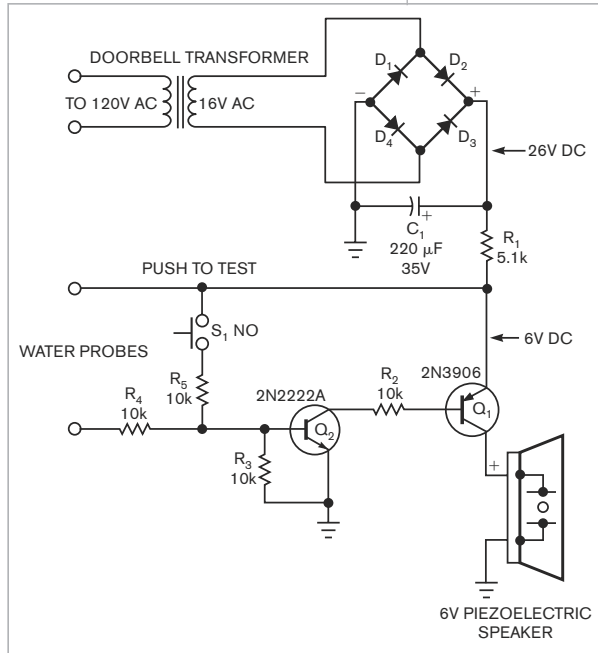 DOORBELL TRANSFORMER
D₁
D₂
TO 120V AC
16V AC
−
+
D₄
D₃
26V DC
+
C₁
220 μF
35V
R₁
5.1k
PUSH TO TEST
S₁ NO
6V DC
WATER PROBES
R₄
10k
R₅
10k
2N2222A
R₂
10k
2N3906
Q₂
Q₁
R₃
10k
+
6V PIEZOELECTRIC
SPEAKER